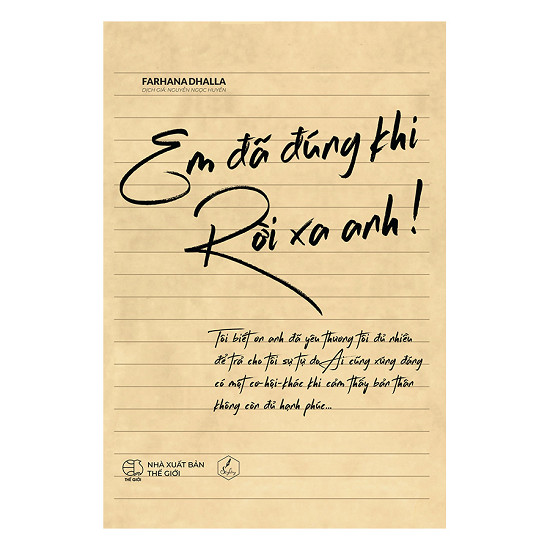 FARHANA DHALLA
DỊCH GIẢ: NGUYỄN NGỌC HUYỀN
Em đã đúng khi
Rời xa anh!
Tôi biết ơn anh đã yêu thương tôi đủ nhiều
để trả cho tôi sự tự do. Ai cũng xứng đáng
có một cơ-hội-khác khi cảm thấy bản thân
không còn đủ hạnh phúc...
NHÀ XUẤT BẢN
THẾ GIỚI
THẾ GIỚI